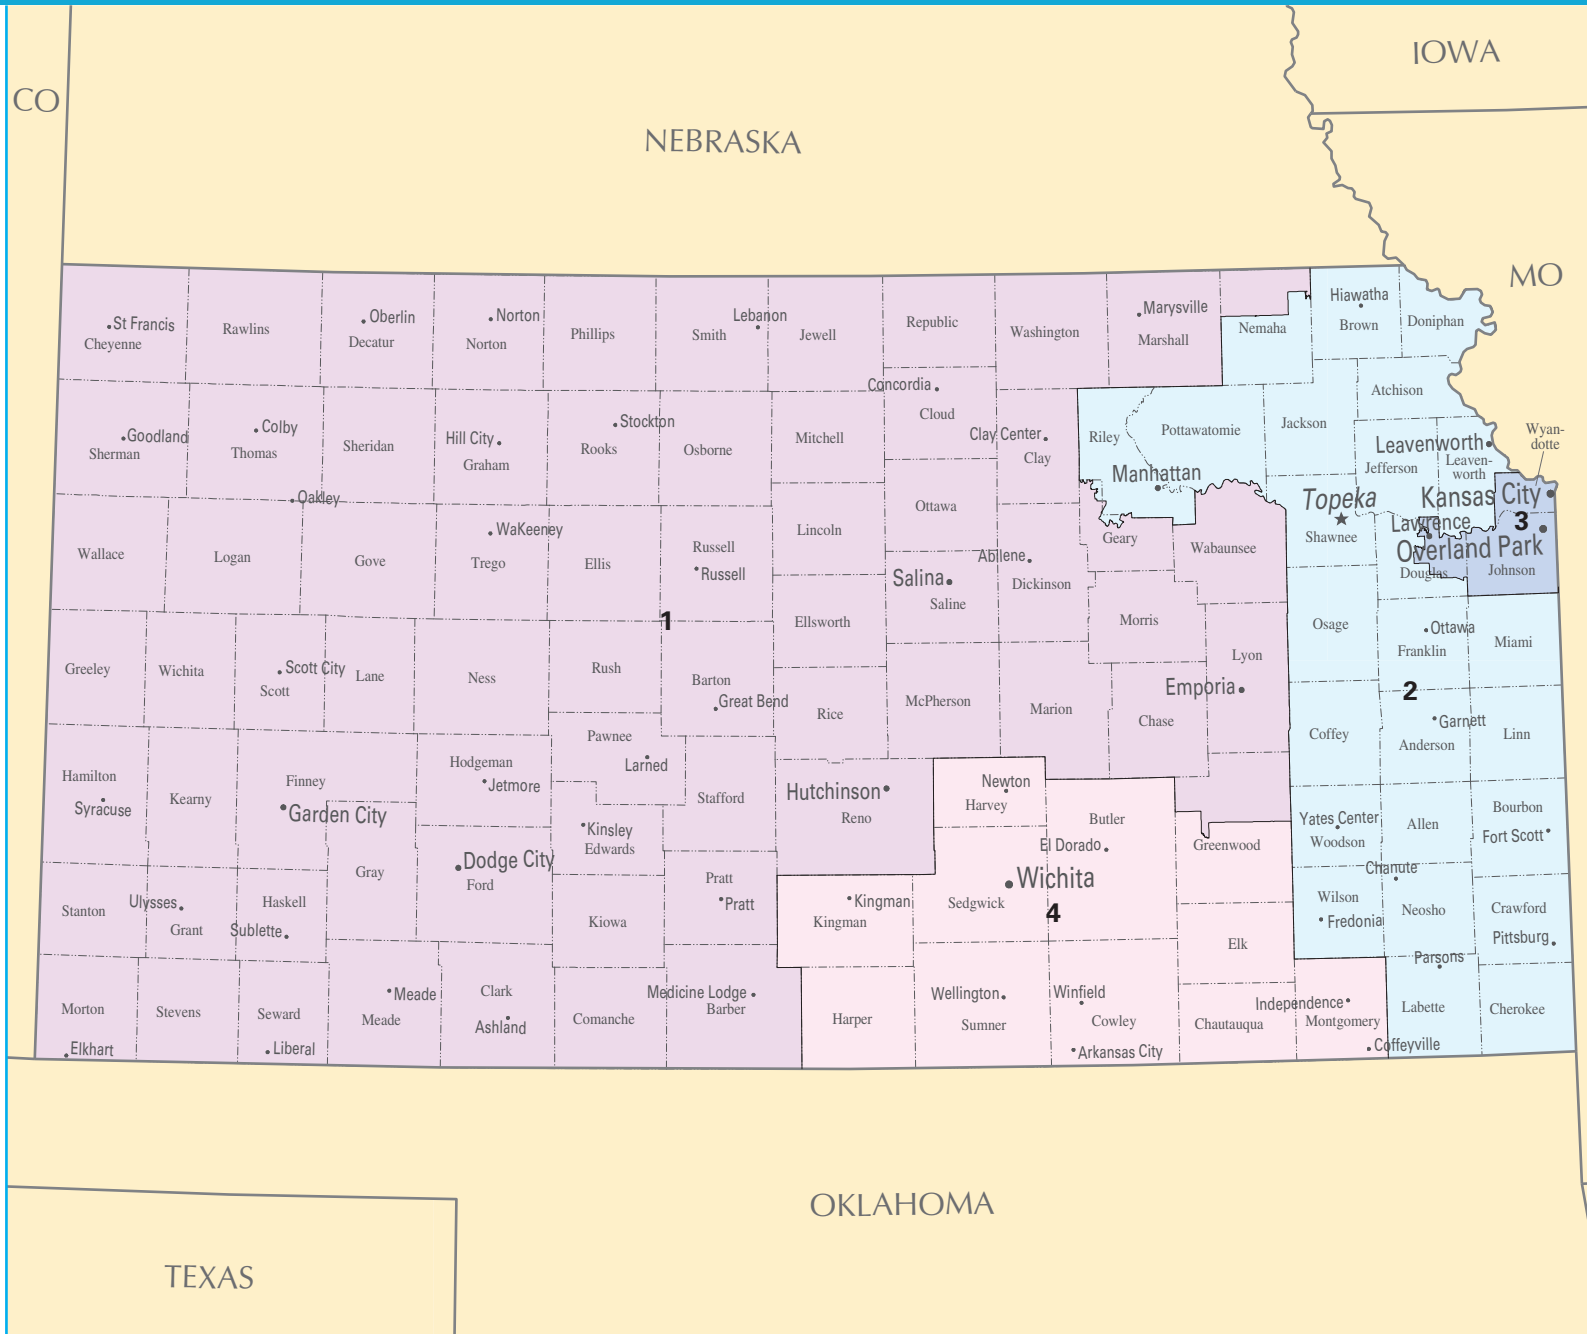 IOWA
CO
NEBRASKA
MO
St Francis
Cheyenne
Rawlins
Oberlin
Decatur
Norton
Norton
Phillips
Lebanon
Smith
Jewell
Republic
Washington
Marysville
Marshall
Nemaha
Hiawatha
Brown
Doniphan
Goodland
Sherman
Colby
Thomas
Sheridan
Hill City
Graham
Stockton
Rooks
Osborne
Mitchell
Concordia
Cloud
Clay Center
Clay
Riley
Pottawatomie
Manhattan
Jackson
Atchison
Jefferson
Leavenworth
Leaven-
worth
Wyan-
dotte
Oakley
Wallace
Logan
Gove
WaKeeney
Trego
Ellis
Russell
Russell
Lincoln
Ottawa
Salina
Saline
Abilene
Dickinson
Geary
Wabaunsee
Topeka
Shawnee
Kansas City
Lawrence
3
Overland Park
Douglas
Johnson
1
Ellsworth
Morris
Osage
Ottawa
Franklin
Miami
Greeley
Wichita
Scott City
Scott
Lane
Ness
Rush
Barton
Great Bend
Rice
McPherson
Marion
Chase
Lyon
Emporia
2
Coffey
Garnett
Anderson
Linn
Hamilton
Syracuse
Kearny
Finney
Garden City
Hodgeman
Jetmore
Pawnee
Larned
Stafford
Hutchinson
Reno
Newton
Harvey
Butler
El Dorado
Greenwood
Yates Center
Woodson
Allen
Bourbon
Fort Scott
Gray
Dodge City
Ford
Kinsley
Edwards
Kiowa
Pratt
Pratt
Kingman
Kingman
Wichita
Sedgwick
4
Elk
Wilson
Fredonia
Chanute
Neosho
Crawford
Pittsburg
Stanton
Ulysses
Grant
Haskell
Sublette
Morton
Elkhart
Stevens
Seward
Liberal
Meade
Meade
Clark
Ashland
Comanche
Medicine Lodge
Barber
Harper
Wellington
Sumner
Winfield
Cowley
Arkansas City
Chautauqua
Independence
Montgomery
Coffeyville
Parsons
Labette
Cherokee
OKLAHOMA
TEXAS